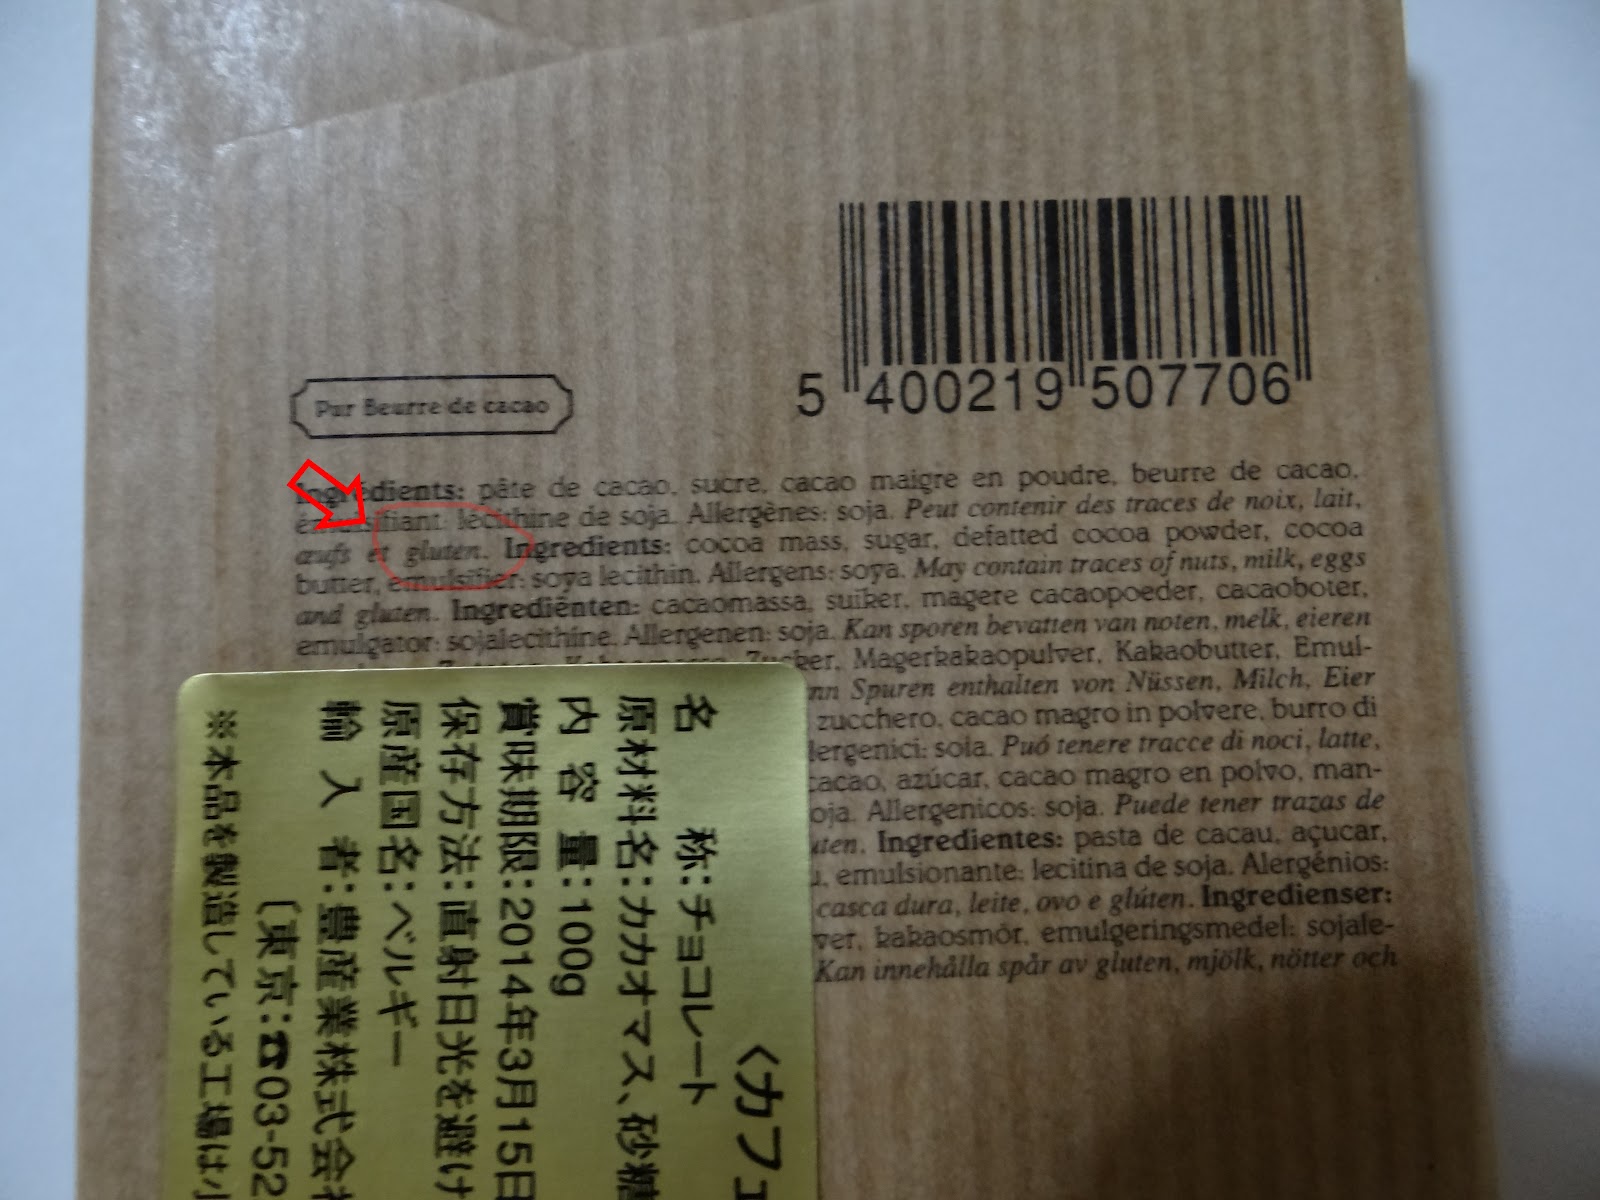 5 400219 507706
Pur Beurre de cacao
Ingrédients: pâte de cacao, sucre, cacao maigre en poudre, beurre de cacao,
émulsifiant: lécithine de soja. Allergènes: soja. Peut contenir des traces de noix, lait,
œufs et gluten. Ingredients: cocoa mass, sugar, defatted cocoa powder, cocoa
butter, emulsifier: soya lecithin. Allergens: soya. May contain traces of nuts, milk, eggs
and gluten. Ingrediënten: cacaomassa, suiker, magere cacaopoeder, cacaoboter,
emulgator: sojalecithine. Allergenen: soja. Kan sporen bevatten van noten, melk, eieren
Zucker, Magerkakaopulver, Kakaobutter, Emul-
nn Spuren enthalten von Nüssen, Milch, Eier
zucchero, cacao magro in polvere, burro di
lergenici: soia. Puó tenere tracce di noci, latte,
cacao, azúcar, cacao magro en polvo, man-
oja. Allergenicos: soja. Puede tener trazas de
uten. Ingredientes: pasta de cacau, açucar,
, emulsionante: lecitina de soja. Alergénios:
casca dura, leite, ovo e glúten. Ingredienser:
ver, kakaosmör, emulgeringsmedel: sojale-
Kan innehålla spår av gluten, mjölk, nötter och
〈カフェ
名称:チョコレート
原材料名:カカオマス、砂糖
内容量:100g
賞味期限:2014年3月15日
保存方法:直射日光を避け
原産国名:ベルギー
輸入者:豊産業株式会社
〔東京:☎03-52
※本品を製造している工場は小